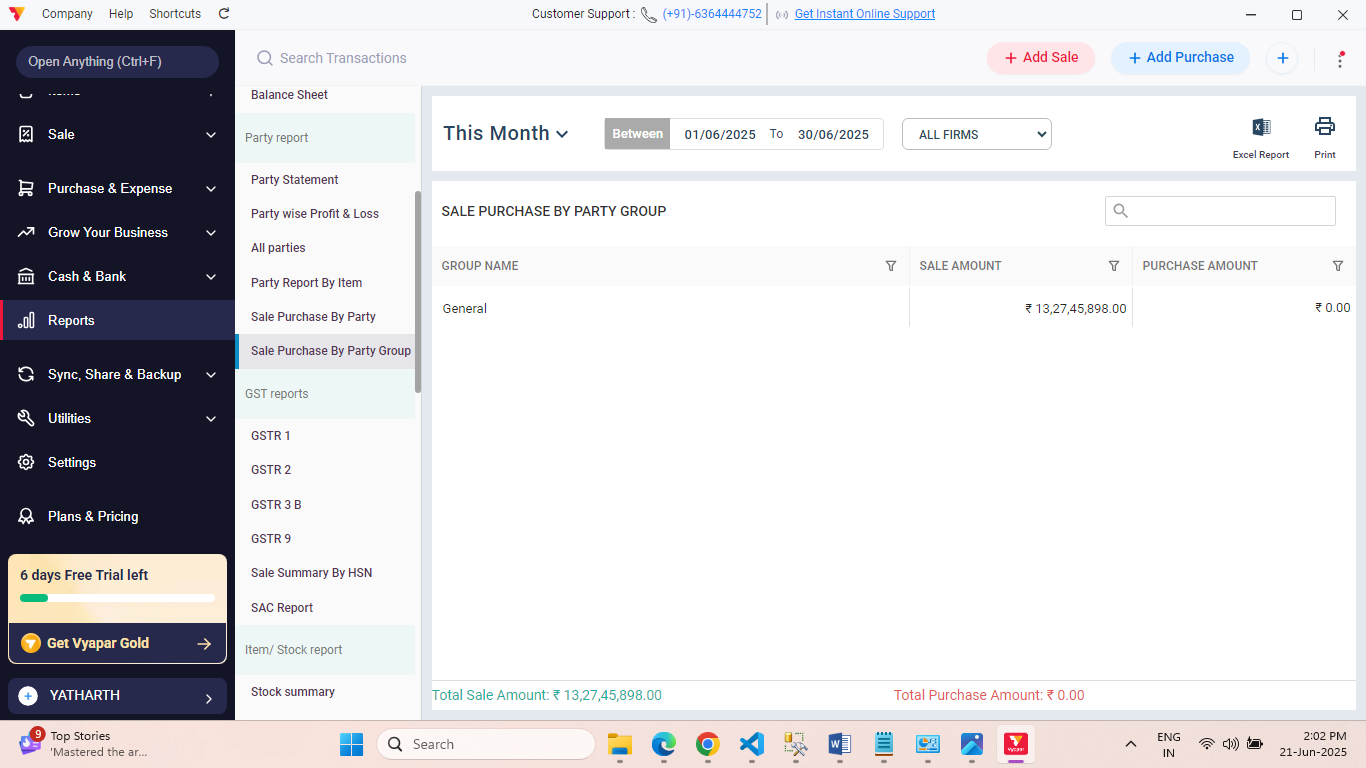 Company Help Shortcuts
Customer Support : (+91)-6364444752 Get Instant Online Support
Open Anything (Ctrl+F)
Search Transactions
+ Add Sale
+ Add Purchase
Items
Sale
Purchase & Expense
Grow Your Business
Cash & Bank
Reports
Sync, Share & Backup
Utilities
Settings
Plans & Pricing
6 days Free Trial left
Get Vyapar Gold
YATHARTH
Balance Sheet
Party report
Party Statement
Party wise Profit & Loss
All parties
Party Report By Item
Sale Purchase By Party
Sale Purchase By Party Group
GST reports
GSTR 1
GSTR 2
GSTR 3 B
GSTR 9
Sale Summary By HSN
SAC Report
Item/ Stock report
Stock summary
This Month
Between 01/06/2025 To 30/06/2025
ALL FIRMS
Excel Report
Print
SALE PURCHASE BY PARTY GROUP
GROUP NAME SALE AMOUNT PURCHASE AMOUNT
General ₹ 13,27,45,898.00 ₹ 0.00
Total Sale Amount: ₹ 13,27,45,898.00 Total Purchase Amount: ₹ 0.00
9
Top Stories
'Mastered the ar...
Search
Vyapar
ENG
IN
2:02 PM
21-Jun-2025